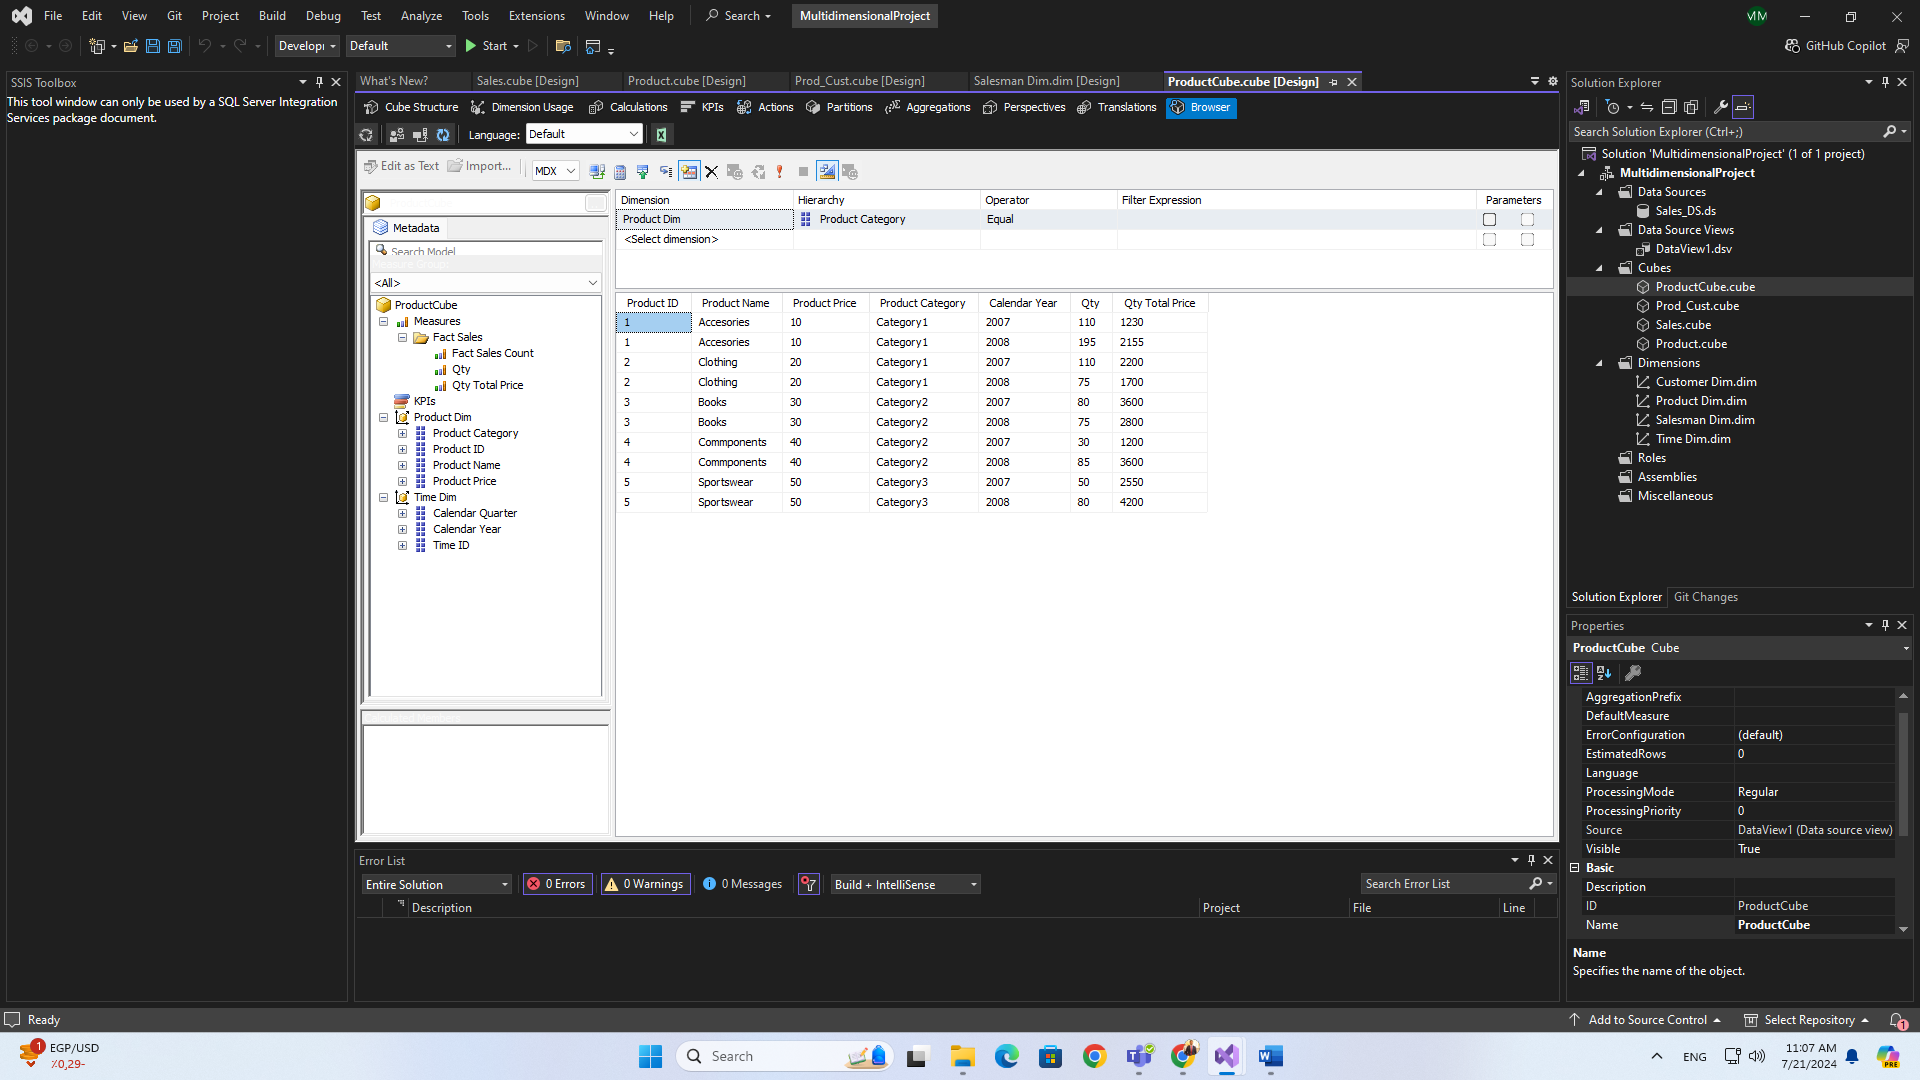 File Edit View Git Project Build Debug Test Analyze Tools Extensions Window Help Search MultidimensionalProject
Develop Default Start GitHub Copilot
SSIS Toolbox
This tool window can only be used by a SQL Server Integration
Services package document.
What's New? Sales.cube [Design] Product.cube [Design] Prod_Cust.cube [Design] Salesman Dim.dim [Design] ProductCube.cube [Design]
Cube Structure Dimension Usage Calculations KPIs Actions Partitions Aggregations Perspectives Translations Browser
Language: Default
Edit as Text Import... MDX
Metadata
Search Model
<All>
ProductCube
Measures
Fact Sales
Fact Sales Count
Qty
Qty Total Price
KPIs
Product Dim
Product Category
Product ID
Product Name
Product Price
Time Dim
Calendar Quarter
Calendar Year
Time ID
Dimension Hierarchy Operator Filter Expression Parameters
Product Dim Product Category Equal
<Select dimension>
Product ID Product Name Product Price Product Category Calendar Year Qty Qty Total Price
1 Accesories 10 Category1 2007 110 1230
1 Accesories 10 Category1 2008 195 2155
2 Clothing 20 Category1 2007 110 2200
2 Clothing 20 Category1 2008 75 1700
3 Books 30 Category2 2007 80 3600
3 Books 30 Category2 2008 75 2800
4 Commponents 40 Category2 2007 30 1200
4 Commponents 40 Category2 2008 85 3600
5 Sportswear 50 Category3 2007 50 2550
5 Sportswear 50 Category3 2008 80 4200
Error List
Entire Solution 0 Errors 0 Warnings 0 Messages Build + IntelliSense Search Error List
Description Project File Line
Solution Explorer
Search Solution Explorer (Ctrl+;)
Solution 'MultidimensionalProject' (1 of 1 project)
MultidimensionalProject
Data Sources
Sales_DS.ds
Data Source Views
DataView1.dsv
Cubes
ProductCube.cube
Prod_Cust.cube
Sales.cube
Product.cube
Dimensions
Customer Dim.dim
Product Dim.dim
Salesman Dim.dim
Time Dim.dim
Roles
Assemblies
Miscellaneous
Solution Explorer Git Changes
Properties
ProductCube Cube
AggregationPrefix
DefaultMeasure
ErrorConfiguration (default)
EstimatedRows 0
Language
ProcessingMode Regular
ProcessingPriority 0
Source DataView1 (Data source view)
Visible True
Basic
Description
ID ProductCube
Name ProductCube
Name
Specifies the name of the object.
Ready Add to Source Control Select Repository 1
1 EGP/USD
٪0,29-
Search
ENG
11:07 AM
7/21/2024
PRE